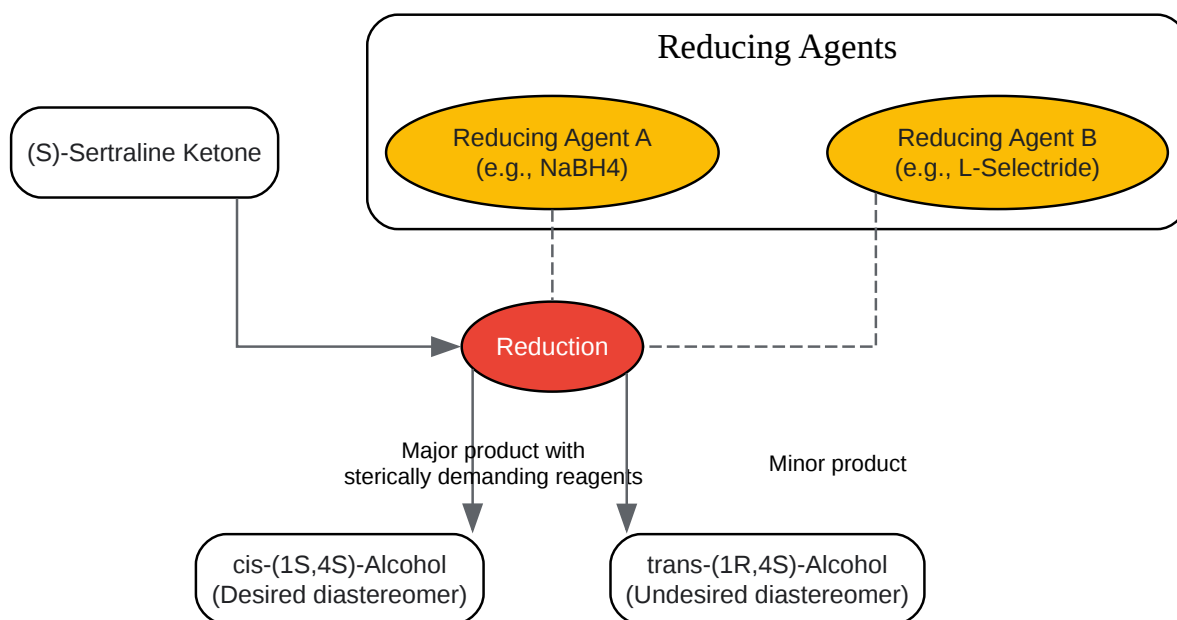 Reducing Agents
(S)-Sertraline Ketone
Reducing Agent A
(e.g., NaBH4)
Reducing Agent B
(e.g., L-Selectride)
Reduction
Major product with
sterically demanding reagents
Minor product
cis-(1S,4S)-Alcohol
(Desired diastereomer)
trans-(1R,4S)-Alcohol
(Undesired diastereomer)